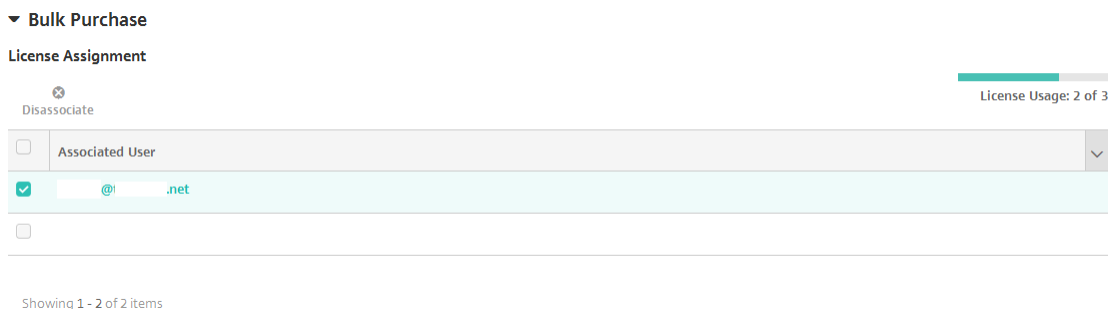 Bulk Purchase
License Assignment
Disassociate
License Usage: 2 of 3
Associated User
@ .net
Showing 1 - 2 of 2 items